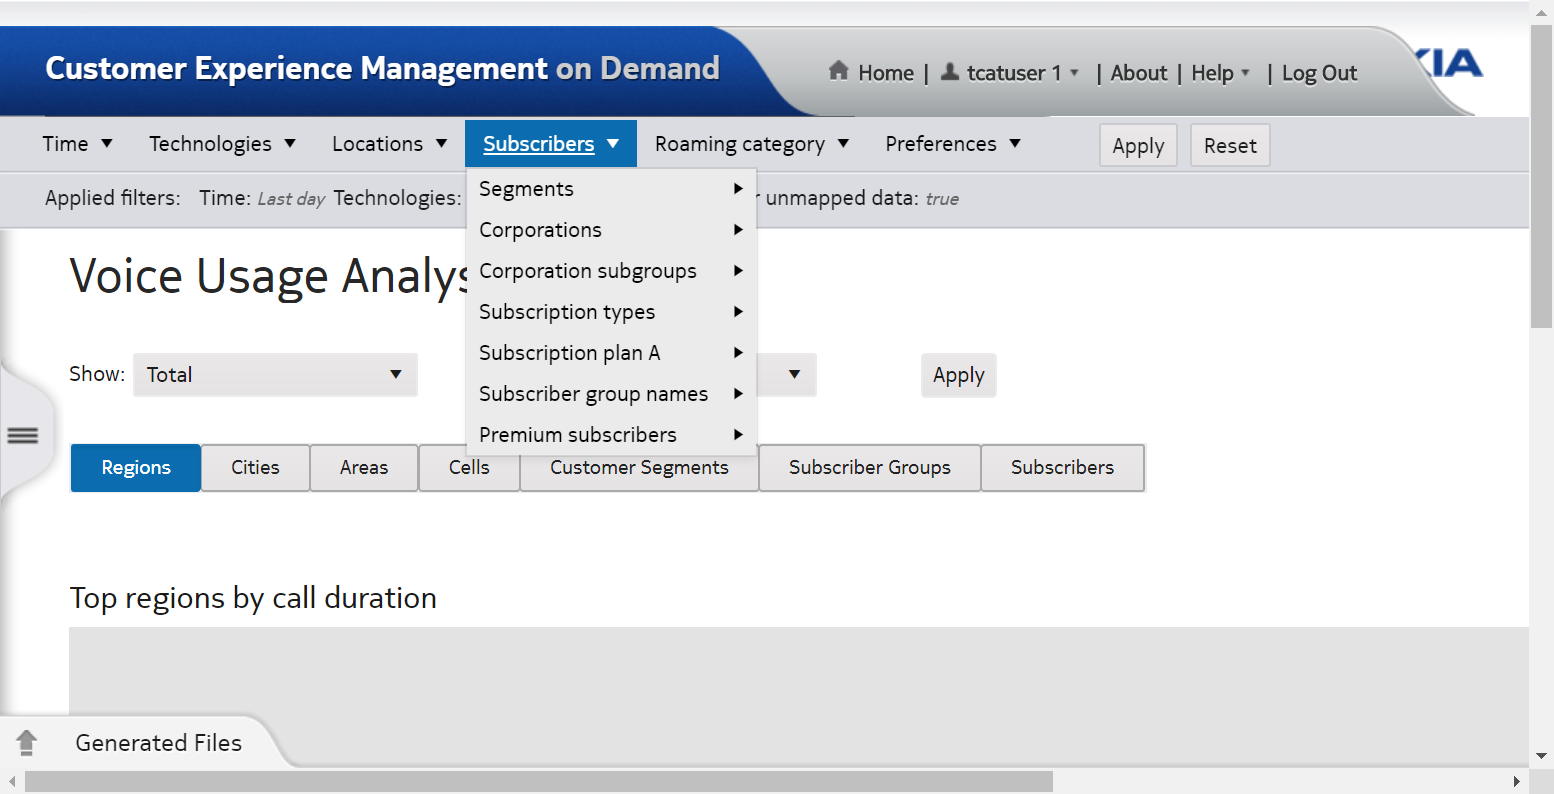 Customer Experience Management on Demand
Home | tcatuser 1 | About | Help | Log Out
Time Technologies Locations Subscribers Roaming category Preferences Apply Reset
Applied filters: Time: Last day Technologies: unmapped data: true
Segments
Corporations
Corporation subgroups
Subscription types
Subscription plan A
Subscriber group names
Premium subscribers
Voice Usage Analys
Show: Total Apply
Regions Cities Areas Cells Customer Segments Subscriber Groups Subscribers
Top regions by call duration
Generated Files